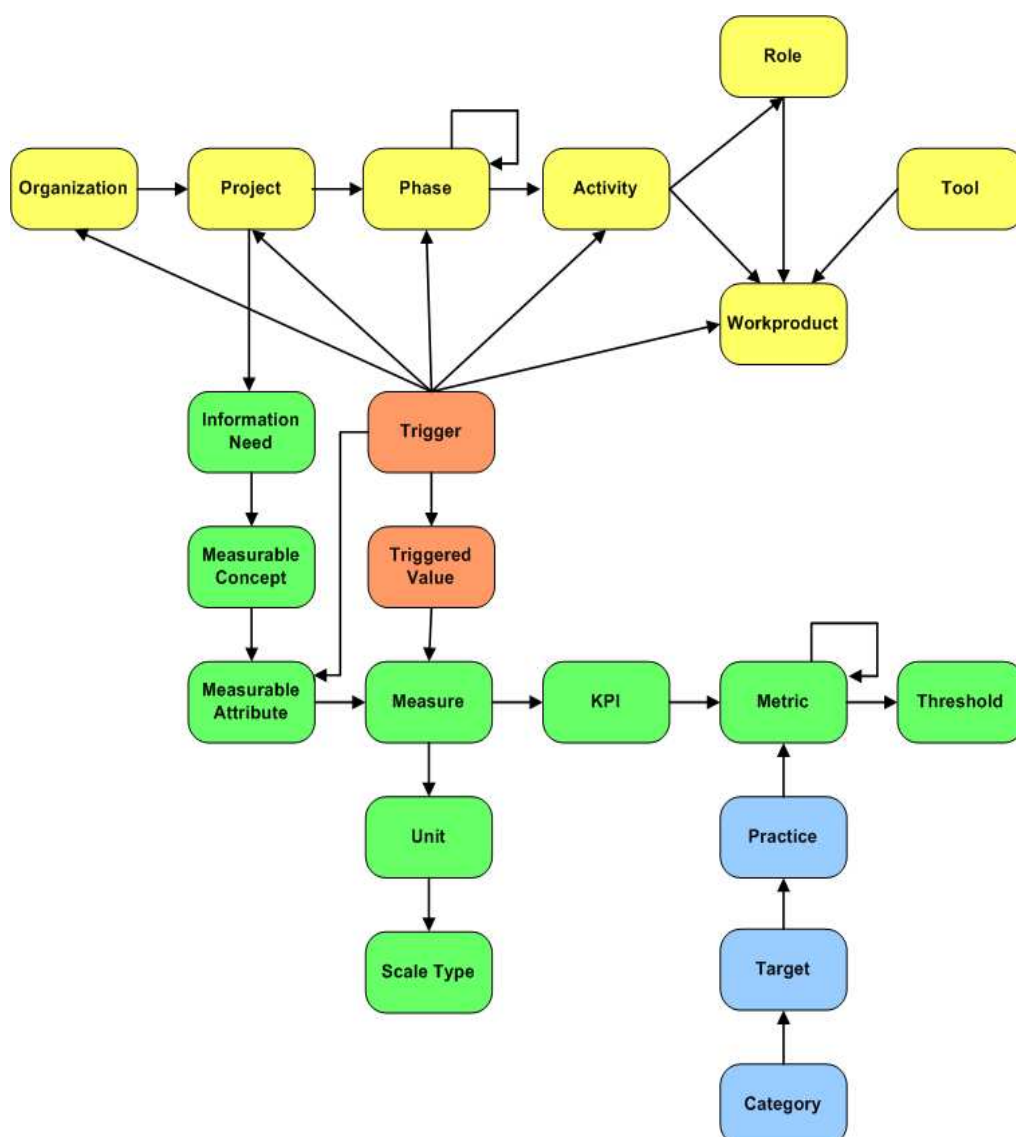 Role
Organization
Project
Phase
Activity
Tool
Workproduct
Information
Need
Trigger
Measurable
Concept
Triggered
Value
Measurable
Attribute
Measure
KPI
Metric
Threshold
Unit
Practice
Scale Type
Target
Category